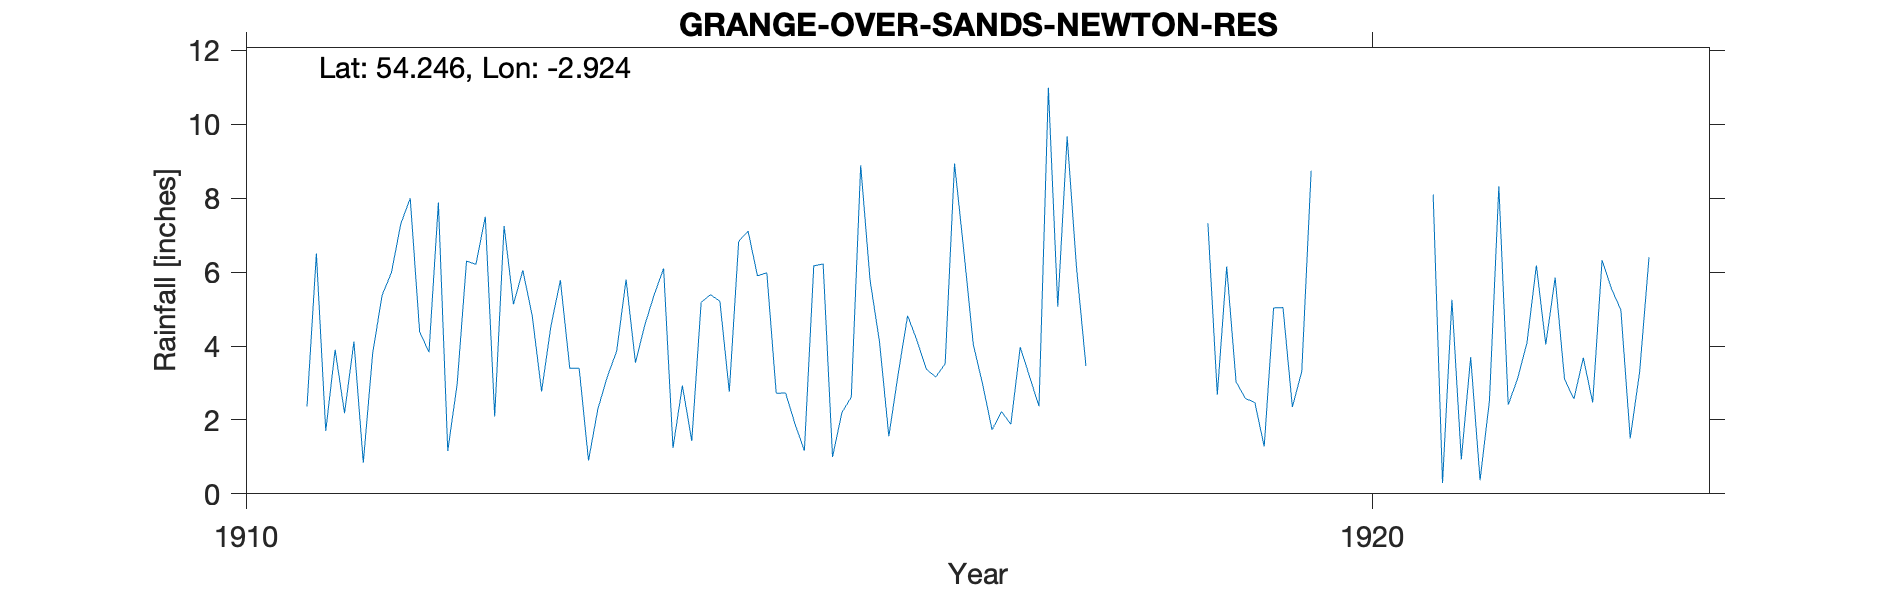 GRANGE-OVER-SANDS-NEWTON-RES
Lat: 54.246, Lon: -2.924
12
10
8
6
4
2
0
Rainfall [inches]
1910
1920
Year